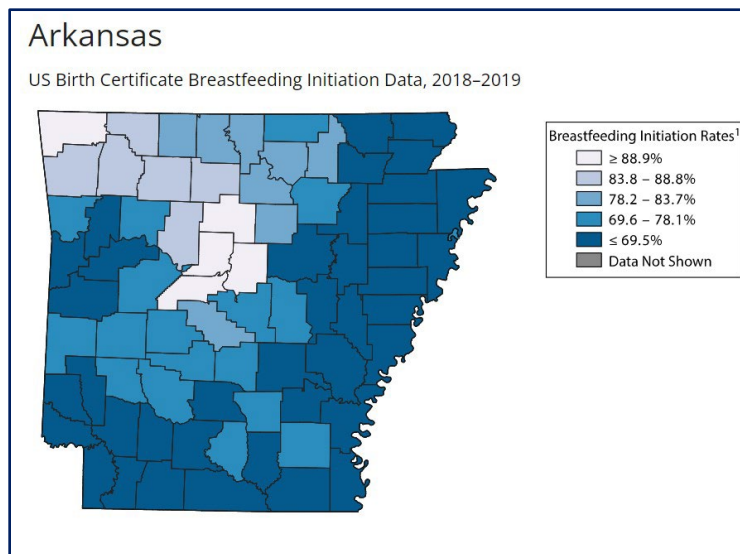 Arkansas
US Birth Certificate Breastfeeding Initiation Data, 2018–2019
Breastfeeding Initiation Rates¹
≥ 88.9%
83.8 – 88.8%
78.2 – 83.7%
69.6 – 78.1%
≤ 69.5%
Data Not Shown